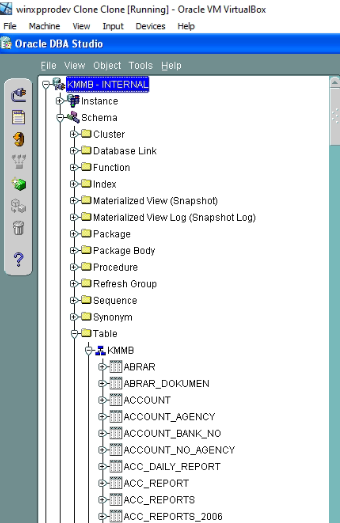 winxpprodev Clone Clone [Running] - Oracle VM VirtualBox
File Machine View Input Devices Help
Oracle DBA Studio
File View Object Tools Help
KMMB - INTERNAL
Instance
Schema
Cluster
Database Link
Function
Index
Materialized View (Snapshot)
Materialized View Log (Snapshot Log)
Package
Package Body
Procedure
Refresh Group
Sequence
Synonym
Table
KMMB
ABRAR
ABRAR_DOKUMEN
ACCOUNT
ACCOUNT_AGENCY
ACCOUNT_BANK_NO
ACCOUNT_NO_AGENCY
ACC_DAILY_REPORT
ACC_REPORT
ACC_REPORTS
ACC_REPORTS_2006